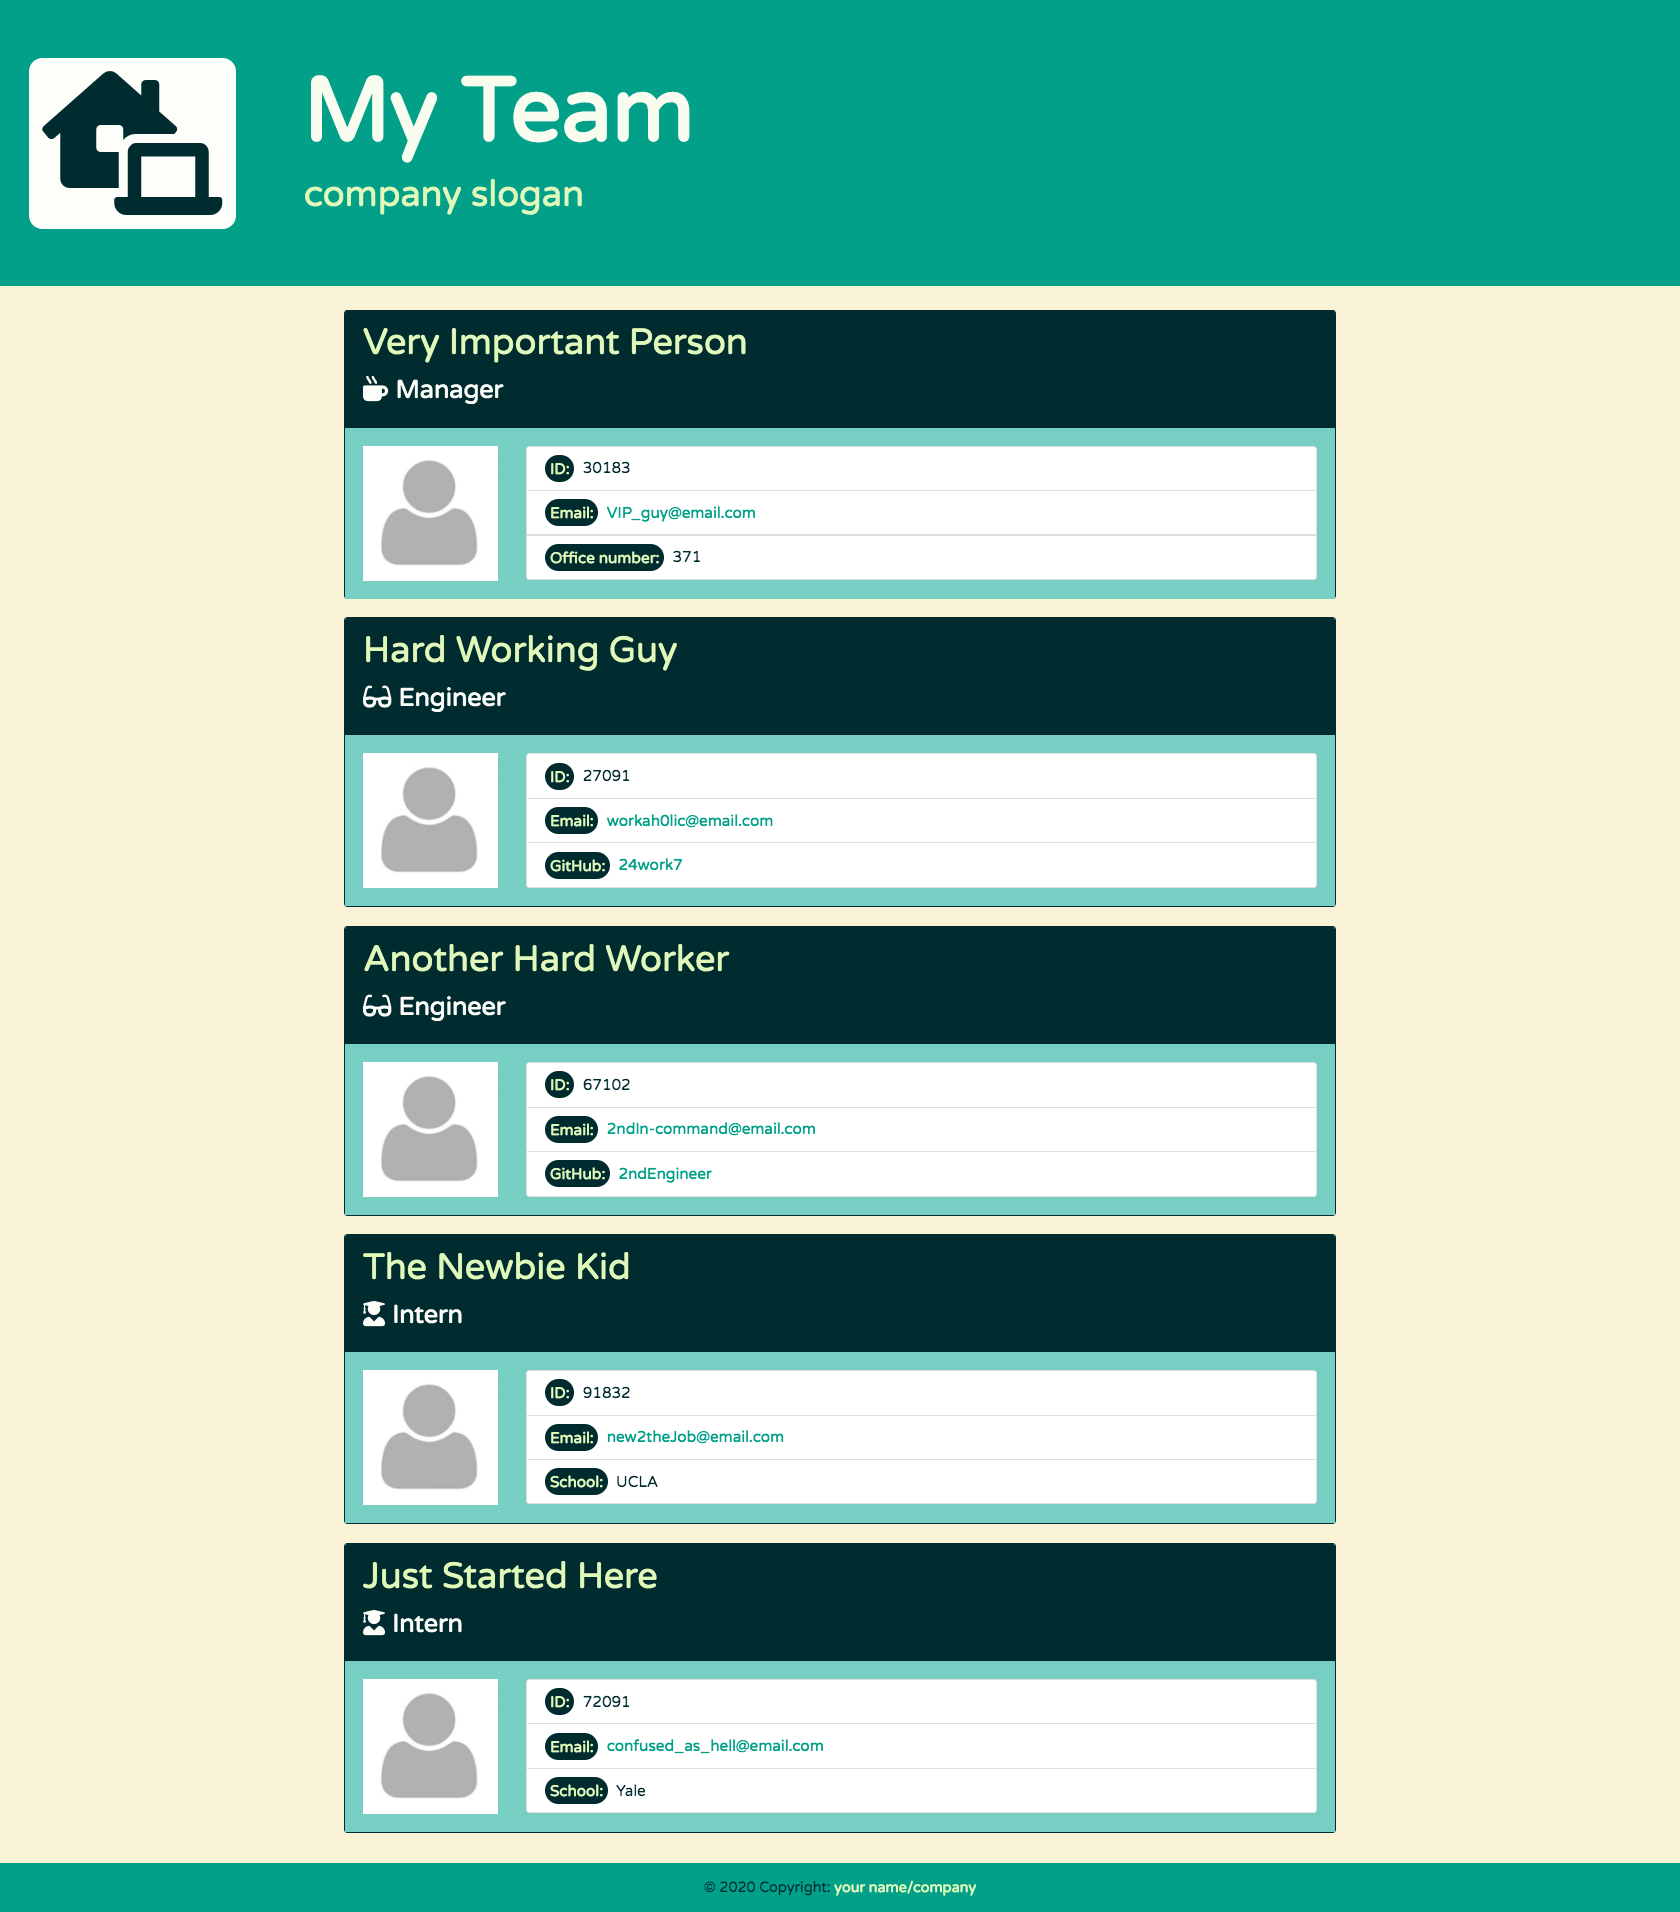 My Team
company slogan
Very Important Person
Manager
ID: 30183
Email: VIP_guy@email.com
Office number: 371
Hard Working Guy
Engineer
ID: 27091
Email: workah0lic@email.com
GitHub: 24work7
Another Hard Worker
Engineer
ID: 67102
Email: 2ndIn-command@email.com
GitHub: 2ndEngineer
The Newbie Kid
Intern
ID: 91832
Email: new2theJob@email.com
School: UCLA
Just Started Here
Intern
ID: 72091
Email: confused_as_hell@email.com
School: Yale
© 2020 Copyright: your name/company